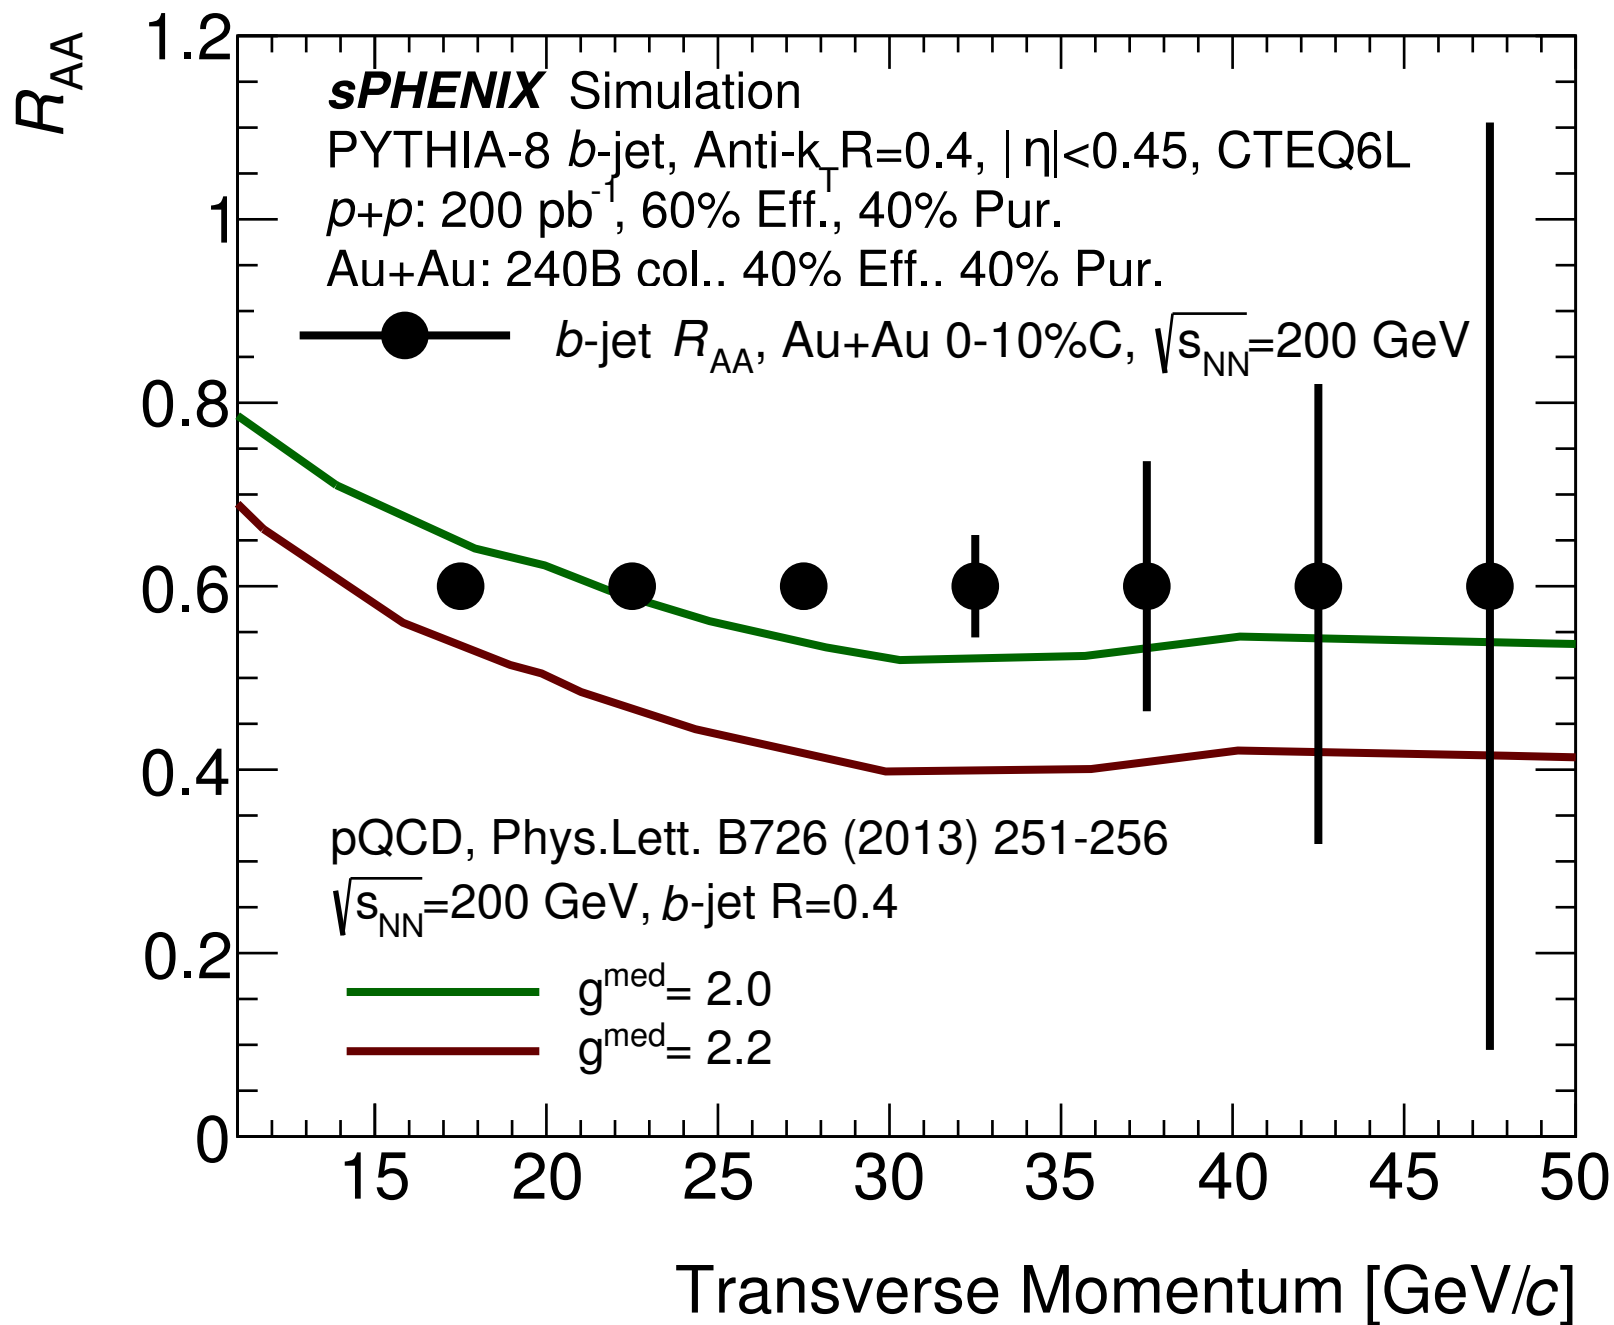 R_AA
1.2
1
0.8
0.6
0.4
0.2
0
sPHENIX Simulation
PYTHIA-8 b-jet, Anti-k_T R=0.4, |η|<0.45, CTEQ6L
p+p: 200 pb^-1, 60% Eff., 40% Pur.
Au+Au: 240B col.. 40% Eff.. 40% Pur.
b-jet R_AA, Au+Au 0-10%C, √s_NN=200 GeV
pQCD, Phys.Lett. B726 (2013) 251-256
√s_NN=200 GeV, b-jet R=0.4
g^med= 2.0
g^med= 2.2
15 20 25 30 35 40 45 50
Transverse Momentum [GeV/c]